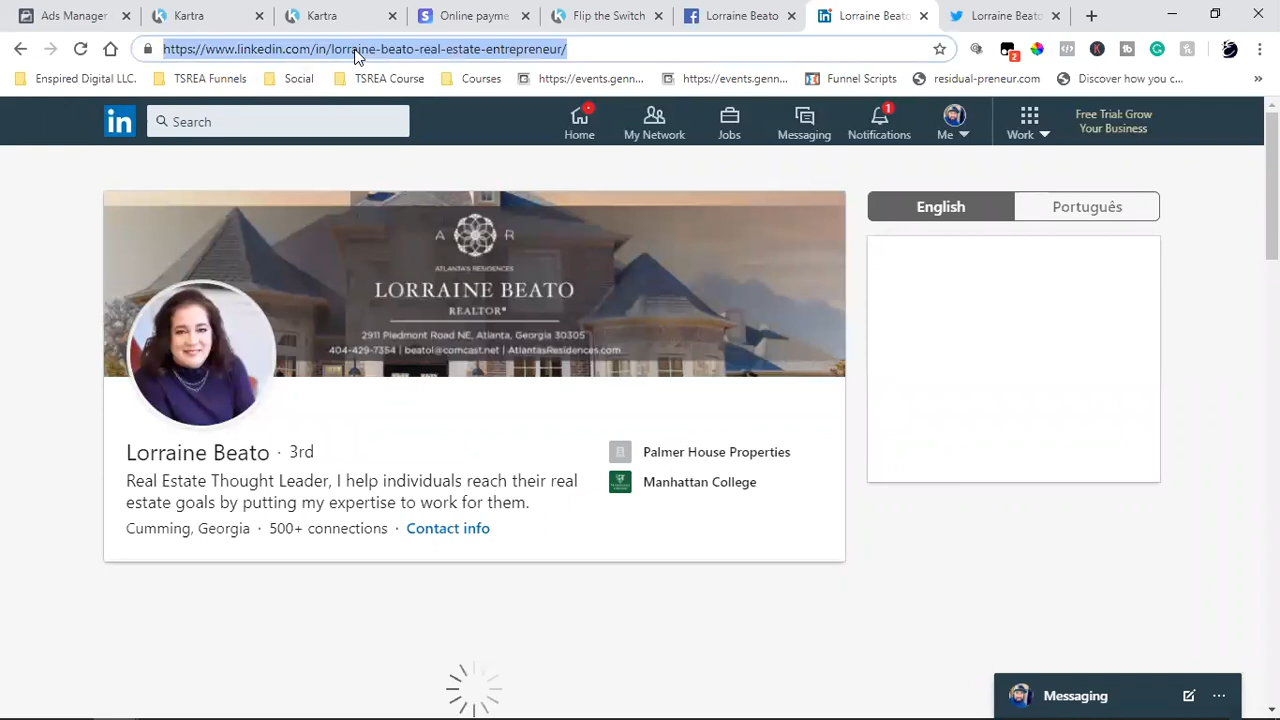 Ads Manager
Kartra
Kartra
Online payme
Flip the Switch
Lorraine Beato
Lorraine Beato
Lorraine Beato
https://www.linkedin.com/in/lorraine-beato-real-estate-entrepreneur/
2
Enspired Digital LLC.
TSREA Funnels
Social
TSREA Course
Courses
https://events.genn...
https://events.genn...
Funnel Scripts
residual-preneur.com
Discover how you c...
»
in
Search
Home
My Network
Jobs
Messaging
1
Notifications
Me
Work
Free Trial: Grow
Your Business
A R
ATLANTA'S RESIDENCES
LORRAINE BEATO
REALTOR®
2911 Piedmont Road NE, Atlanta, Georgia 30305
404-429-7354 | beatol@comcast.net | AtlantasResidences.com
English
Português
Lorraine Beato · 3rd
Real Estate Thought Leader, I help individuals reach their real
estate goals by putting my expertise to work for them.
Cumming, Georgia · 500+ connections · Contact info
Palmer House Properties
Manhattan College
Messaging